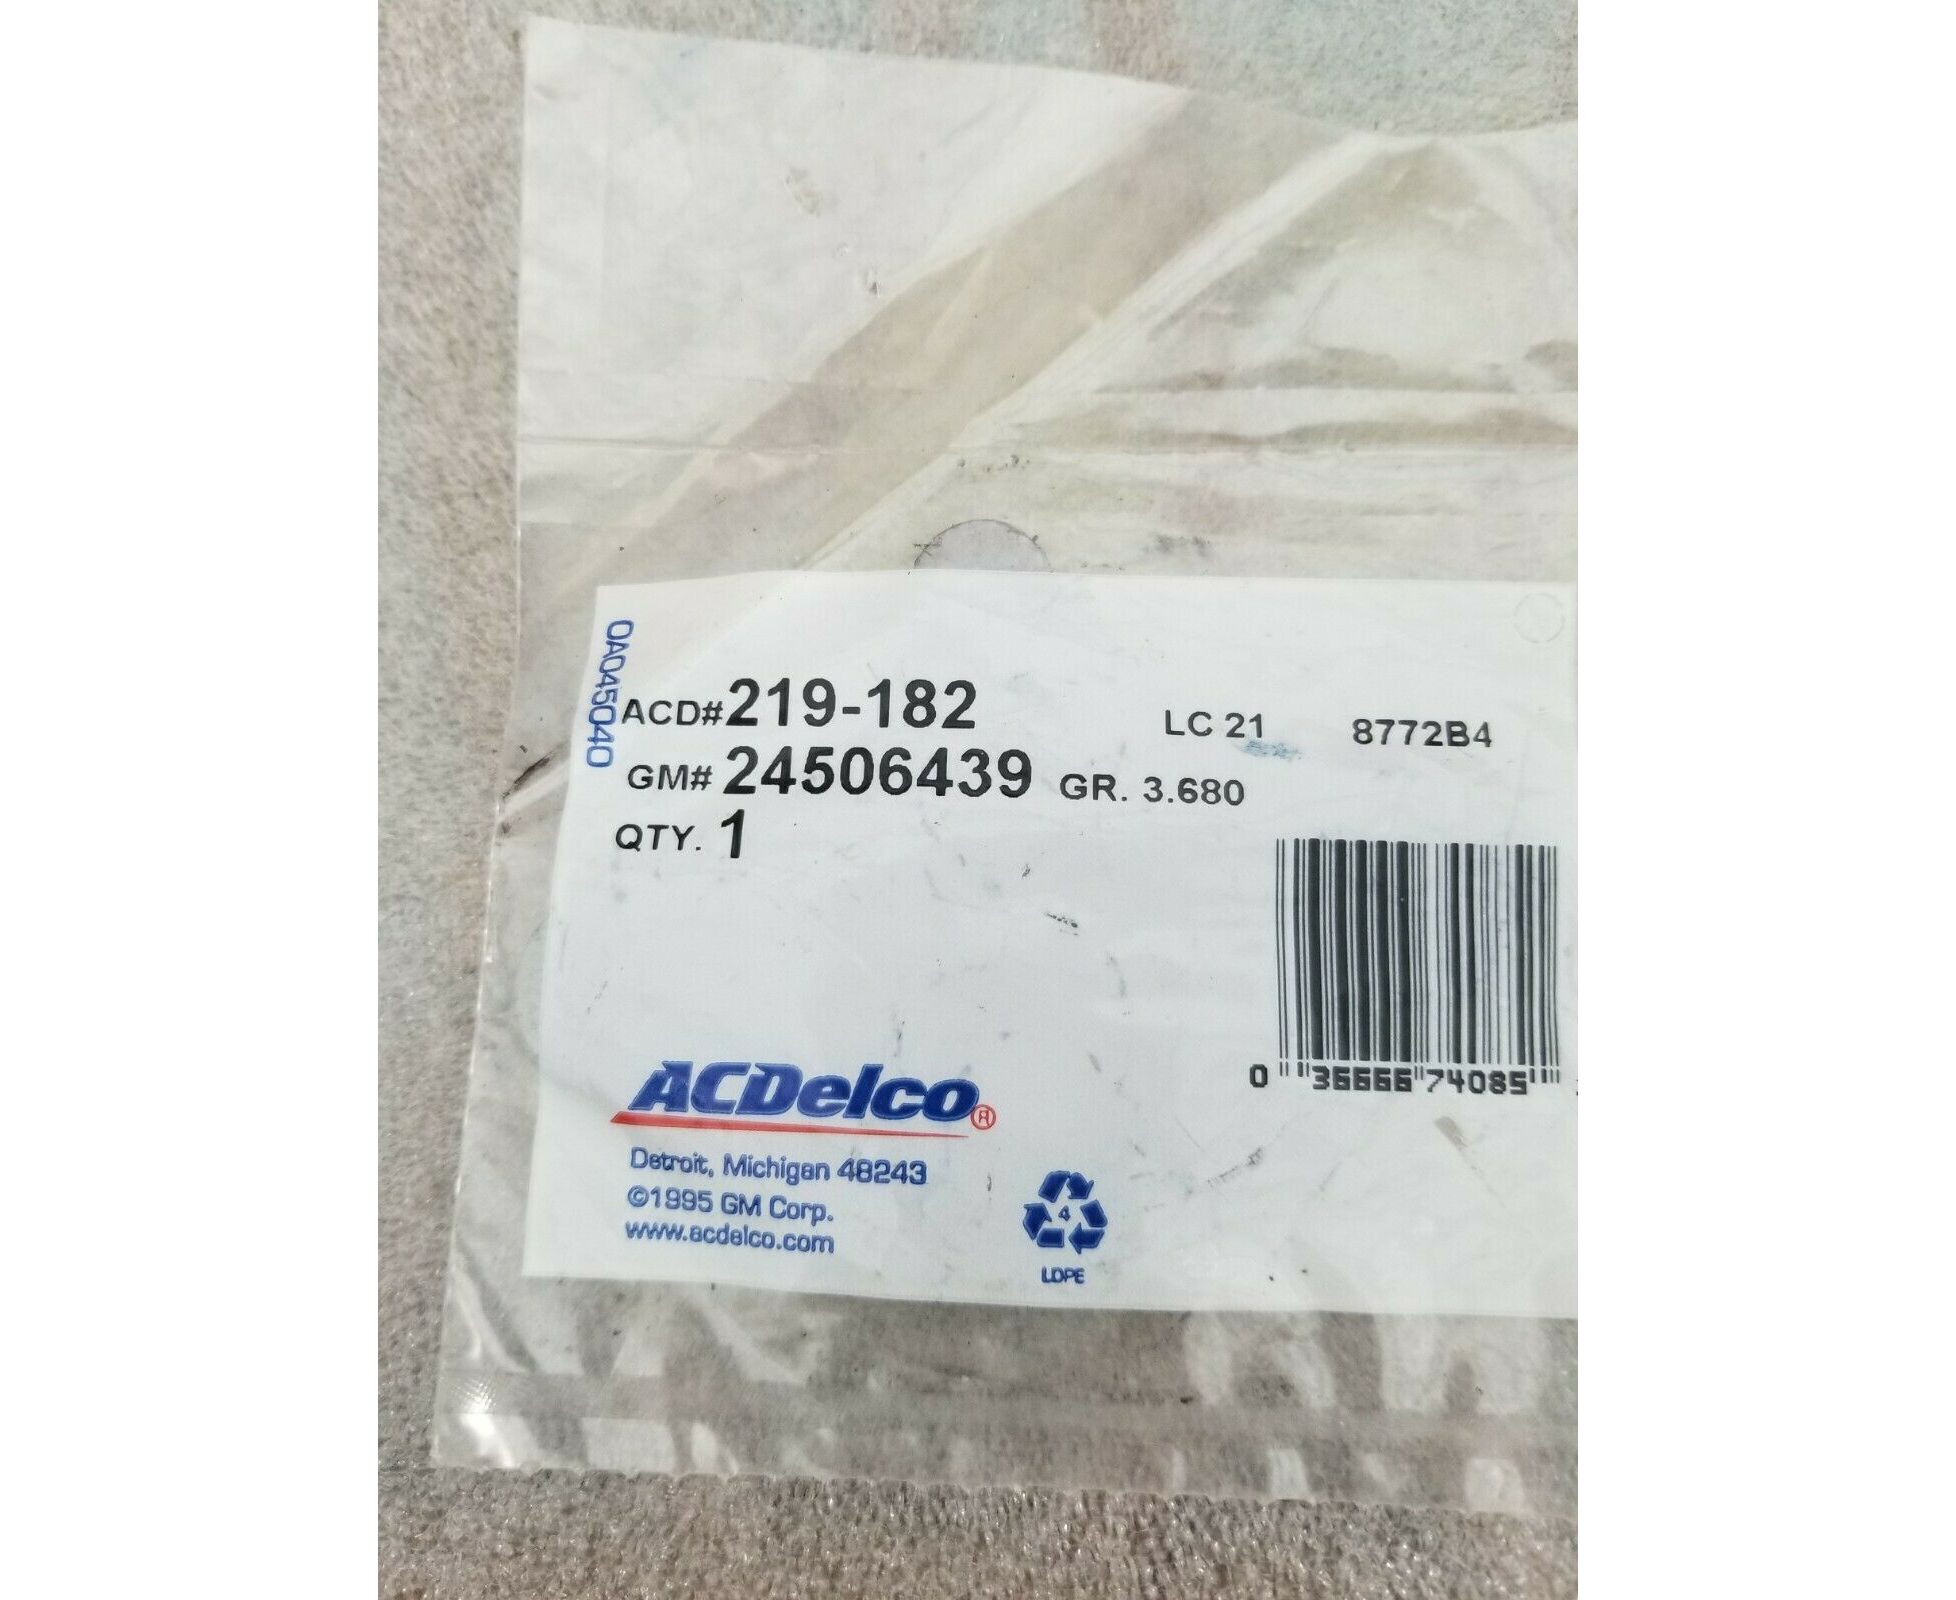 0A045040
ACD# 219-182 LC 21 8772B4
GM# 24506439 GR. 3.680
QTY. 1
0 36666 74085
ACDelco®
Detroit, Michigan 48243
©1995 GM Corp.
www.acdelco.com
4
LDPE